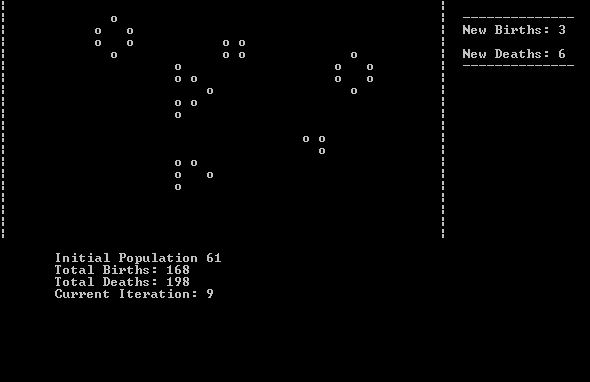 --------------
New Births: 3
New Deaths: 6
--------------
Initial Population 61
Total Births: 168
Total Deaths: 198
Current Iteration: 9